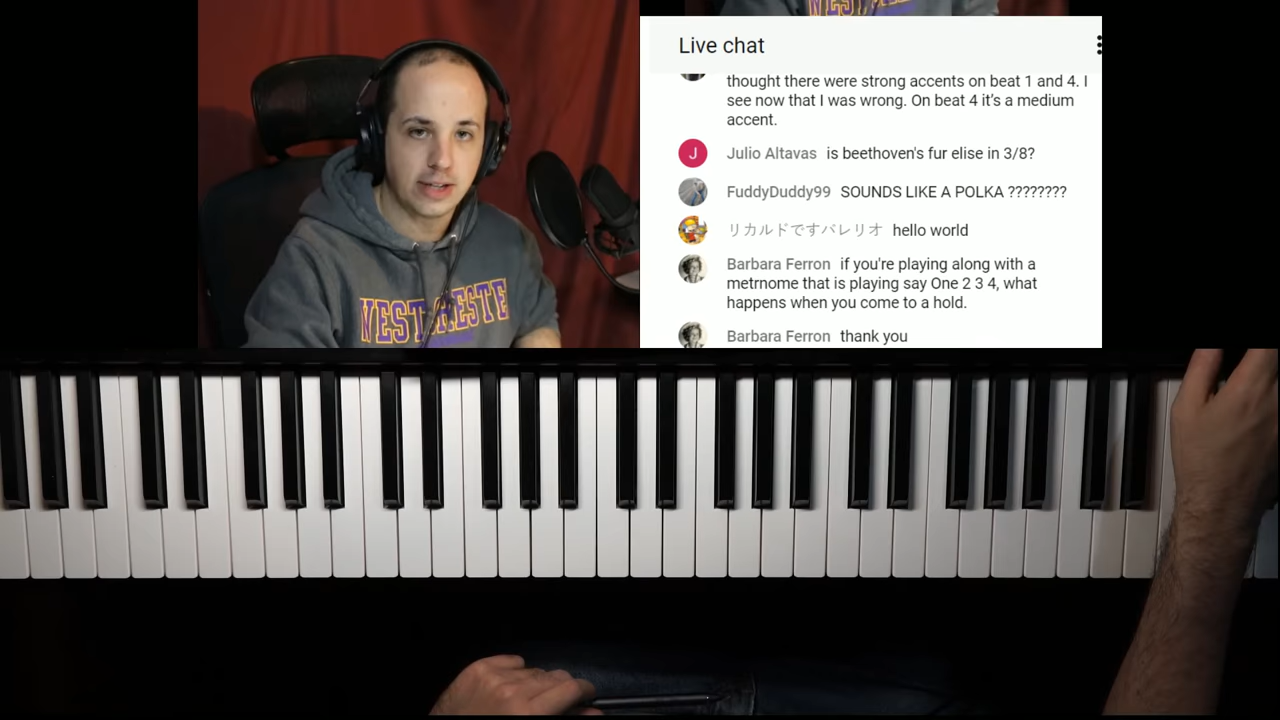 Live chat
thought there were strong accents on beat 1 and 4. I
see now that I was wrong. On beat 4 it's a medium
accent.
J Julio Altavas is beethoven's fur elise in 3/8?
FuddyDuddy99 SOUNDS LIKE A POLKA ????????
リカルドですバレリオ hello world
Barbara Ferron if you're playing along with a
metrnome that is playing say One 2 3 4, what
happens when you come to a hold.
Barbara Ferron thank you